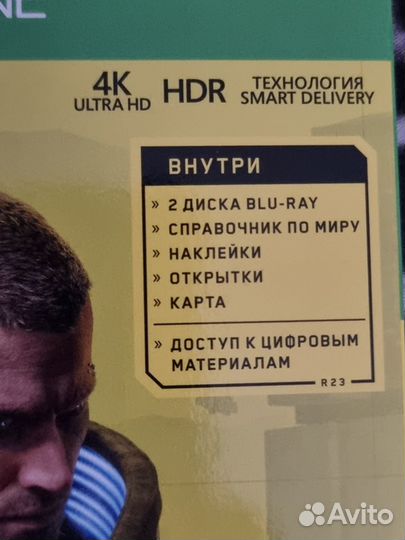 4K
ULTRA HD
HDR
ТЕХНОЛОГИЯ
SMART DELIVERY
ВНУТРИ
» 2 ДИСКА BLU-RAY
» СПРАВОЧНИК ПО МИРУ
» НАКЛЕЙКИ
» ОТКРЫТКИ
» КАРТА
» ДОСТУП К ЦИФРОВЫМ
МАТЕРИАЛАМ
R23
Avito